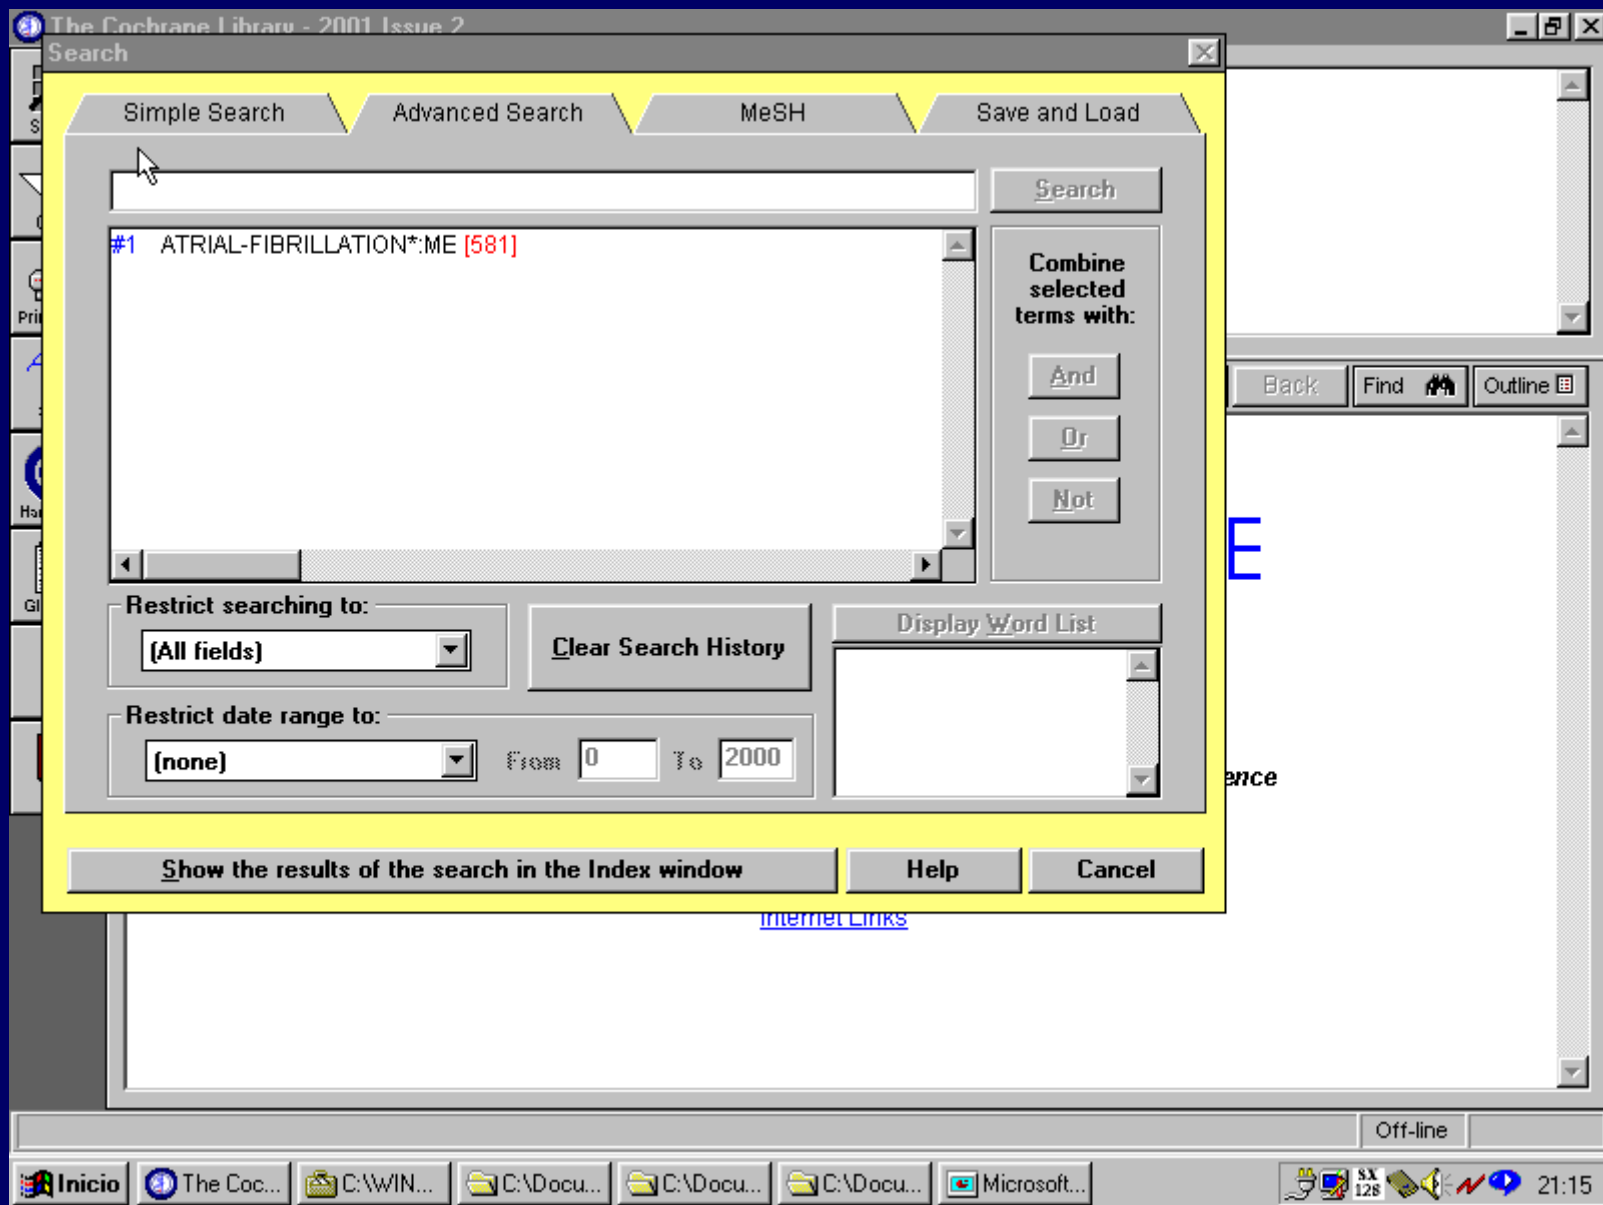 The Cochrane Library - 2001 Issue 2
Search
Simple Search
Advanced Search
MeSH
Save and Load
Search
#1 ATRIAL-FIBRILLATION*:ME [581]
Combine
selected
terms with:
And
Or
Not
Back
Find
Outline
E
Restrict searching to:
(All fields)
Clear Search History
Display Word List
Restrict date range to:
(none)
From 0 To 2000
ence
Show the results of the search in the Index window
Help
Cancel
Internet Links
Off-line
Inicio
The Coc...
C:\WIN...
C:\Docu...
C:\Docu...
C:\Docu...
Microsoft...
SX
128
21:15